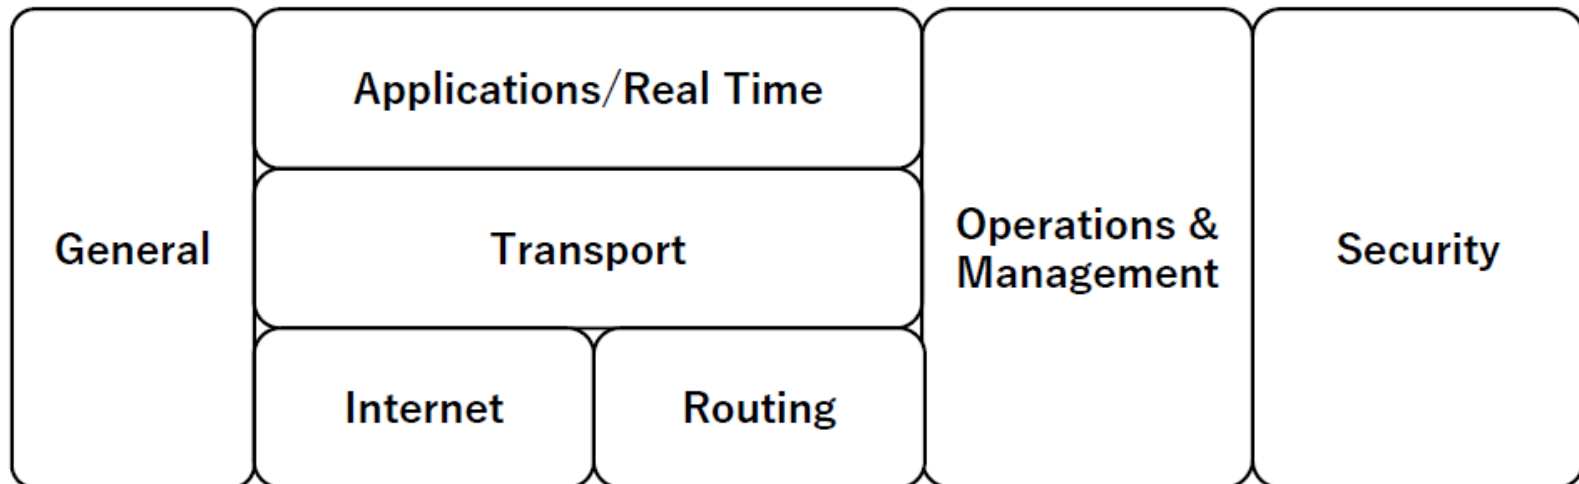 General
Applications/Real Time
Transport
Internet
Routing
Operations &
Management
Security